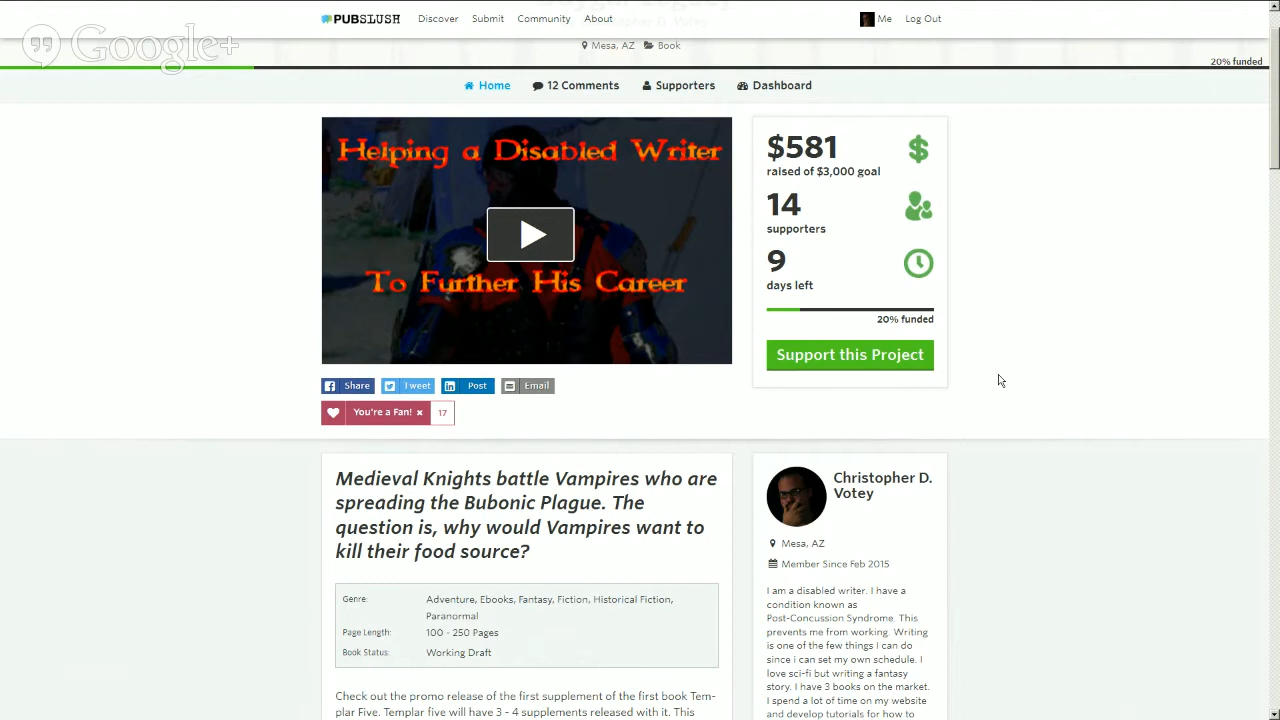 PUBSLUSH Discover Submit Community About Me Log Out
Google+
Mesa, AZ Book
20% funded
Home 12 Comments Supporters Dashboard
Helping a Disabled Writer
To Further His Career
$581
raised of $3,000 goal
14
supporters
9
days left
20% funded
Support this Project
Share Tweet Post Email
You're a Fan! × 17
Medieval Knights battle Vampires who are
spreading the Bubonic Plague. The
question is, why would Vampires want to
kill their food source?
Genre: Adventure, Ebooks, Fantasy, Fiction, Historical Fiction,
Paranormal
Page Length: 100 - 250 Pages
Book Status: Working Draft
Check out the promo release of the first supplement of the first book Tem-
plar Five. Templar five will have 3 - 4 supplements released with it. This
Christopher D.
Votey
Mesa, AZ
Member Since Feb 2015
I am a disabled writer. I have a
condition known as
Post-Concussion Syndrome. This
prevents me from working. Writing
is one of the few things I can do
since i can set my own schedule. I
love sci-fi but writing a fantasy
story. I have 3 books on the market.
I spend a lot of time on my website
and develop tutorials for how to